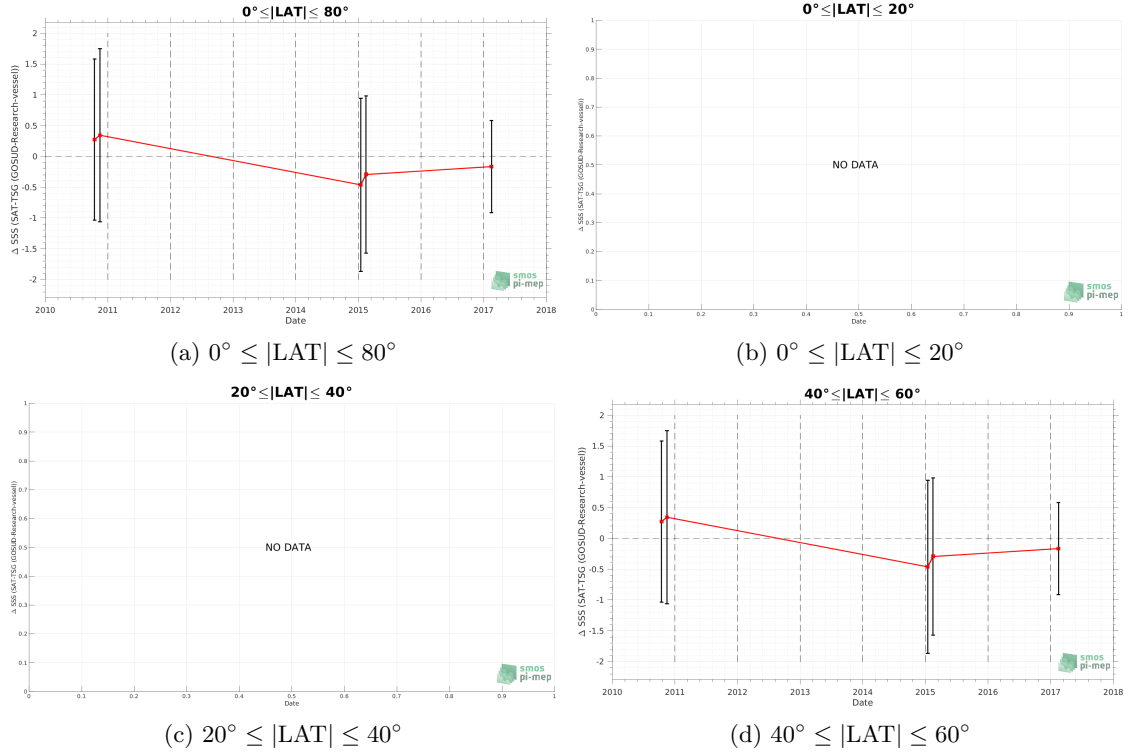 0°≤|LAT|≤ 80°
Δ SSS (SAT-TSG (GOSUD-Research-vessel))
2
1.5
1
0.5
0
-0.5
-1
-1.5
-2
2010 2011 2012 2013 2014 2015 2016 2017 2018
Date
smos
pi-mep
(a) 0° ≤ |LAT| ≤ 80°
0°≤|LAT|≤ 20°
Δ SSS (SAT-TSG (GOSUD-Research-vessel))
1
0.9
0.8
0.7
0.6
0.5
0.4
0.3
0.2
0.1
0
NO DATA
0 0.1 0.2 0.3 0.4 0.5 0.6 0.7 0.8 0.9 1
Date
smos
pi-mep
(b) 0° ≤ |LAT| ≤ 20°
20°≤|LAT|≤ 40°
Δ SSS (SAT-TSG (GOSUD-Research-vessel))
1
0.9
0.8
0.7
0.6
0.5
0.4
0.3
0.2
0.1
0
NO DATA
0 0.1 0.2 0.3 0.4 0.5 0.6 0.7 0.8 0.9 1
Date
smos
pi-mep
(c) 20° ≤ |LAT| ≤ 40°
40°≤|LAT|≤ 60°
Δ SSS (SAT-TSG (GOSUD-Research-vessel))
2
1.5
1
0.5
0
-0.5
-1
-1.5
-2
2010 2011 2012 2013 2014 2015 2016 2017 2018
Date
smos
pi-mep
(d) 40° ≤ |LAT| ≤ 60°